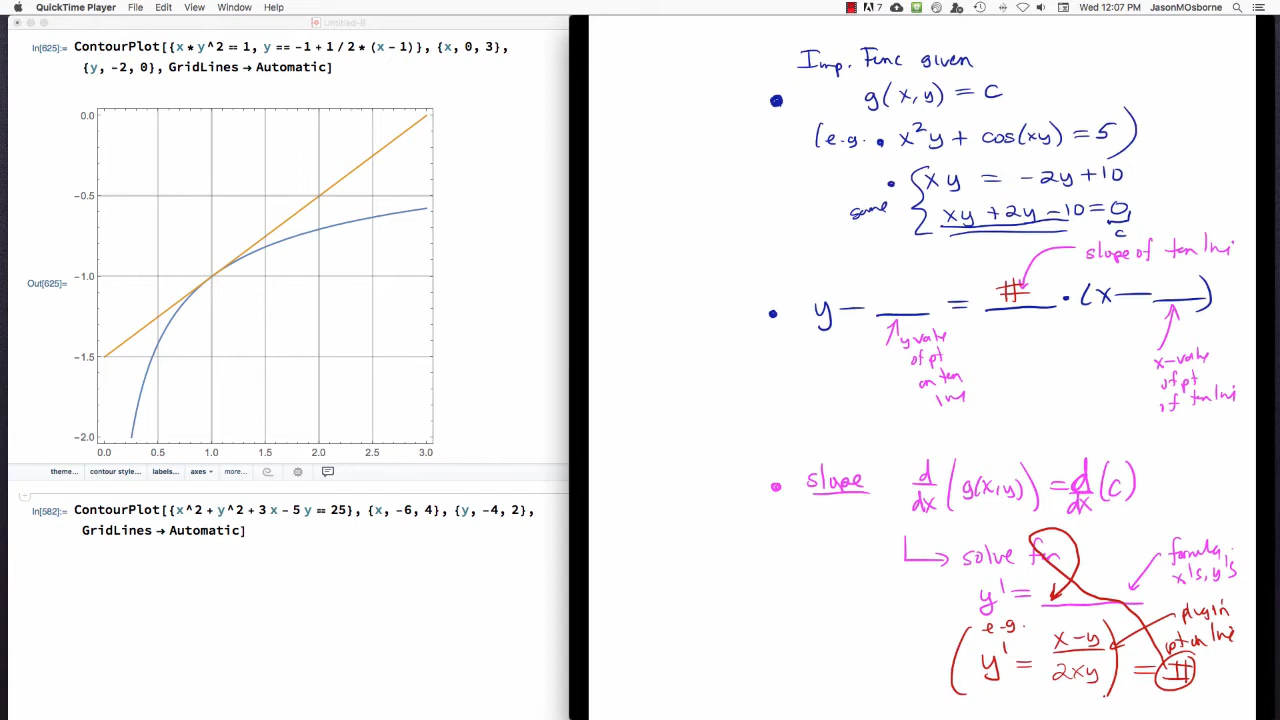 QuickTime Player File Edit View Window Help 7 Wed 12:07 PM JasonMOsborne
Untitled-8
In[625]:= ContourPlot[{x * y^2 == 1, y == -1 + 1 / 2 * (x - 1)}, {x, 0, 3},
{y, -2, 0}, GridLines → Automatic]
0.0
-0.5
-1.0
Out[625]=
-1.5
-2.0
0.0 0.5 1.0 1.5 2.0 2.5 3.0
theme... contour style... labels... axes more...
In[582]:= ContourPlot[{x^2 + y^2 + 3 x - 5 y == 25}, {x, -6, 4}, {y, -4, 2},
GridLines → Automatic]
Imp. Func given
• g(x,y) = c
(e.g. • x²y + cos(xy) = 5)
• xy = -2y+10
same xy + 2y - 10 = 0
c
slope of tan line
#
• y - ___ = ___ • (x - ___)
y value
of pt
on tan
line
x-value
of pt
of tan line
• slope d/dx (g(x,y)) = d/dx (c)
solve for
formula
x's, y's
y' = ___
e.g.
plug in
pt on line
(y' = x-y/2xy) = #